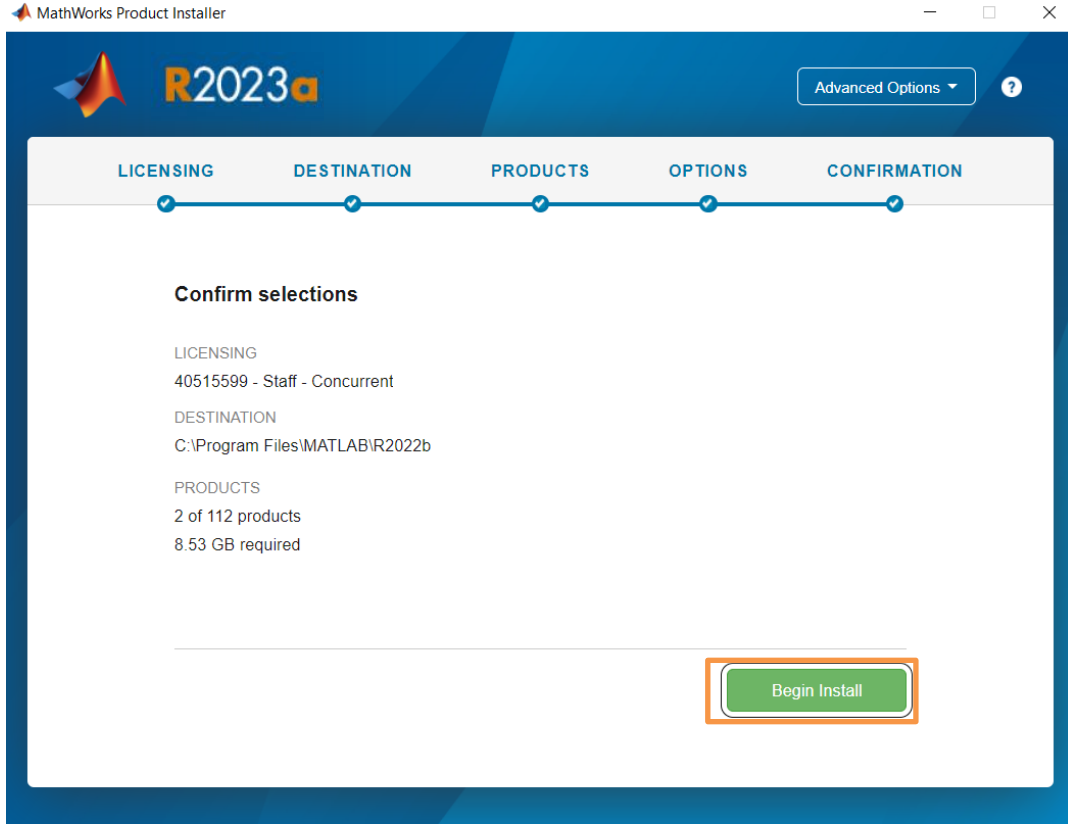 MathWorks Product Installer
R2023a
Advanced Options
?
LICENSING DESTINATION PRODUCTS OPTIONS CONFIRMATION
Confirm selections
LICENSING
40515599 - Staff - Concurrent
DESTINATION
C:\Program Files\MATLAB\R2022b
PRODUCTS
2 of 112 products
8.53 GB required
Begin Install